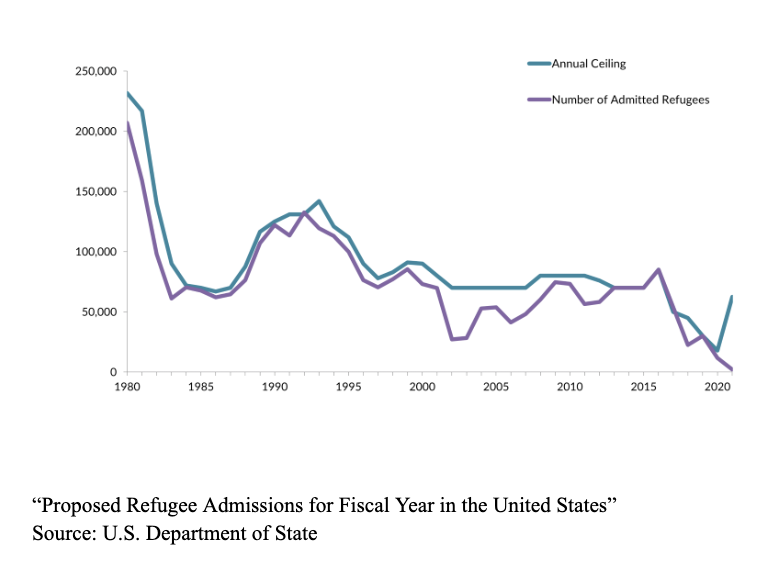 Annual Ceiling
Number of Admitted Refugees
250,000
200,000
150,000
100,000
50,000
0
1980 1985 1990 1995 2000 2005 2010 2015 2020
“Proposed Refugee Admissions for Fiscal Year in the United States”
Source: U.S. Department of State